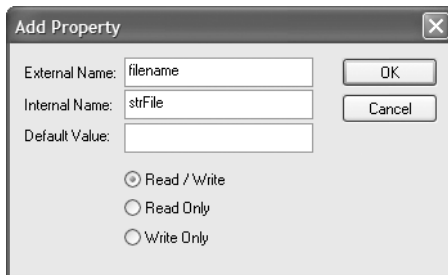 Add Property
External Name: filename OK
Internal Name: strFile Cancel
Default Value:
Read / Write
Read Only
Write Only